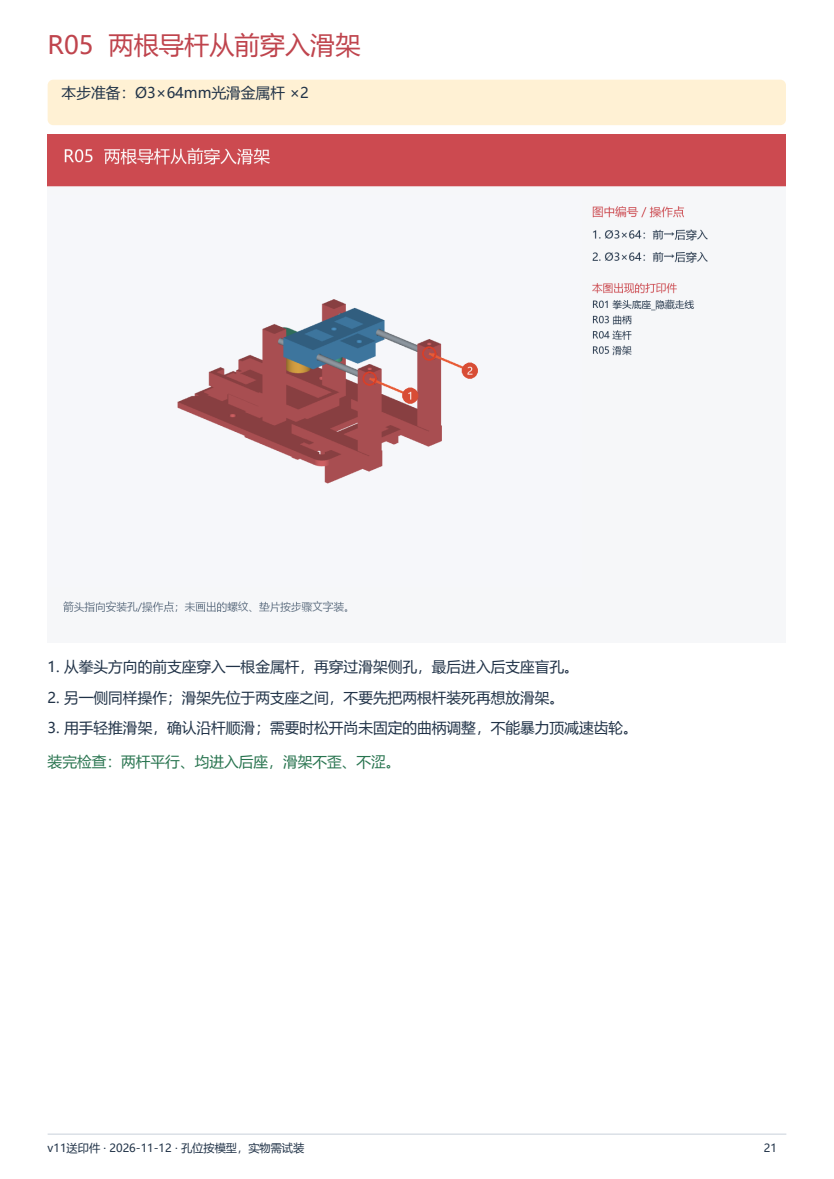 R05 两根导杆从前穿入滑架
本步准备：Ø3×64mm光滑金属杆 ×2
R05 两根导杆从前穿入滑架
图中编号 / 操作点
1. Ø3×64：前→后穿入
2. Ø3×64：前→后穿入
本图出现的打印件
R01 拳头底座_隐藏走线
R03 曲柄
R04 连杆
R05 滑架
2
1
箭头指向安装孔/操作点；未画出的螺纹、垫片按步骤文字装。
1. 从拳头方向的前支座穿入一根金属杆，再穿过滑架侧孔，最后进入后支座盲孔。
2. 另一侧同样操作；滑架先位于两支座之间，不要先把两根杆装死再想放滑架。
3. 用手轻推滑架，确认沿杆顺滑；需要时松开尚未固定的曲柄调整，不能暴力顶减速齿轮。
装完检查：两杆平行、均进入后座，滑架不歪、不涩。
v11送印件 · 2026-11-12 · 孔位按模型，实物需试装
21